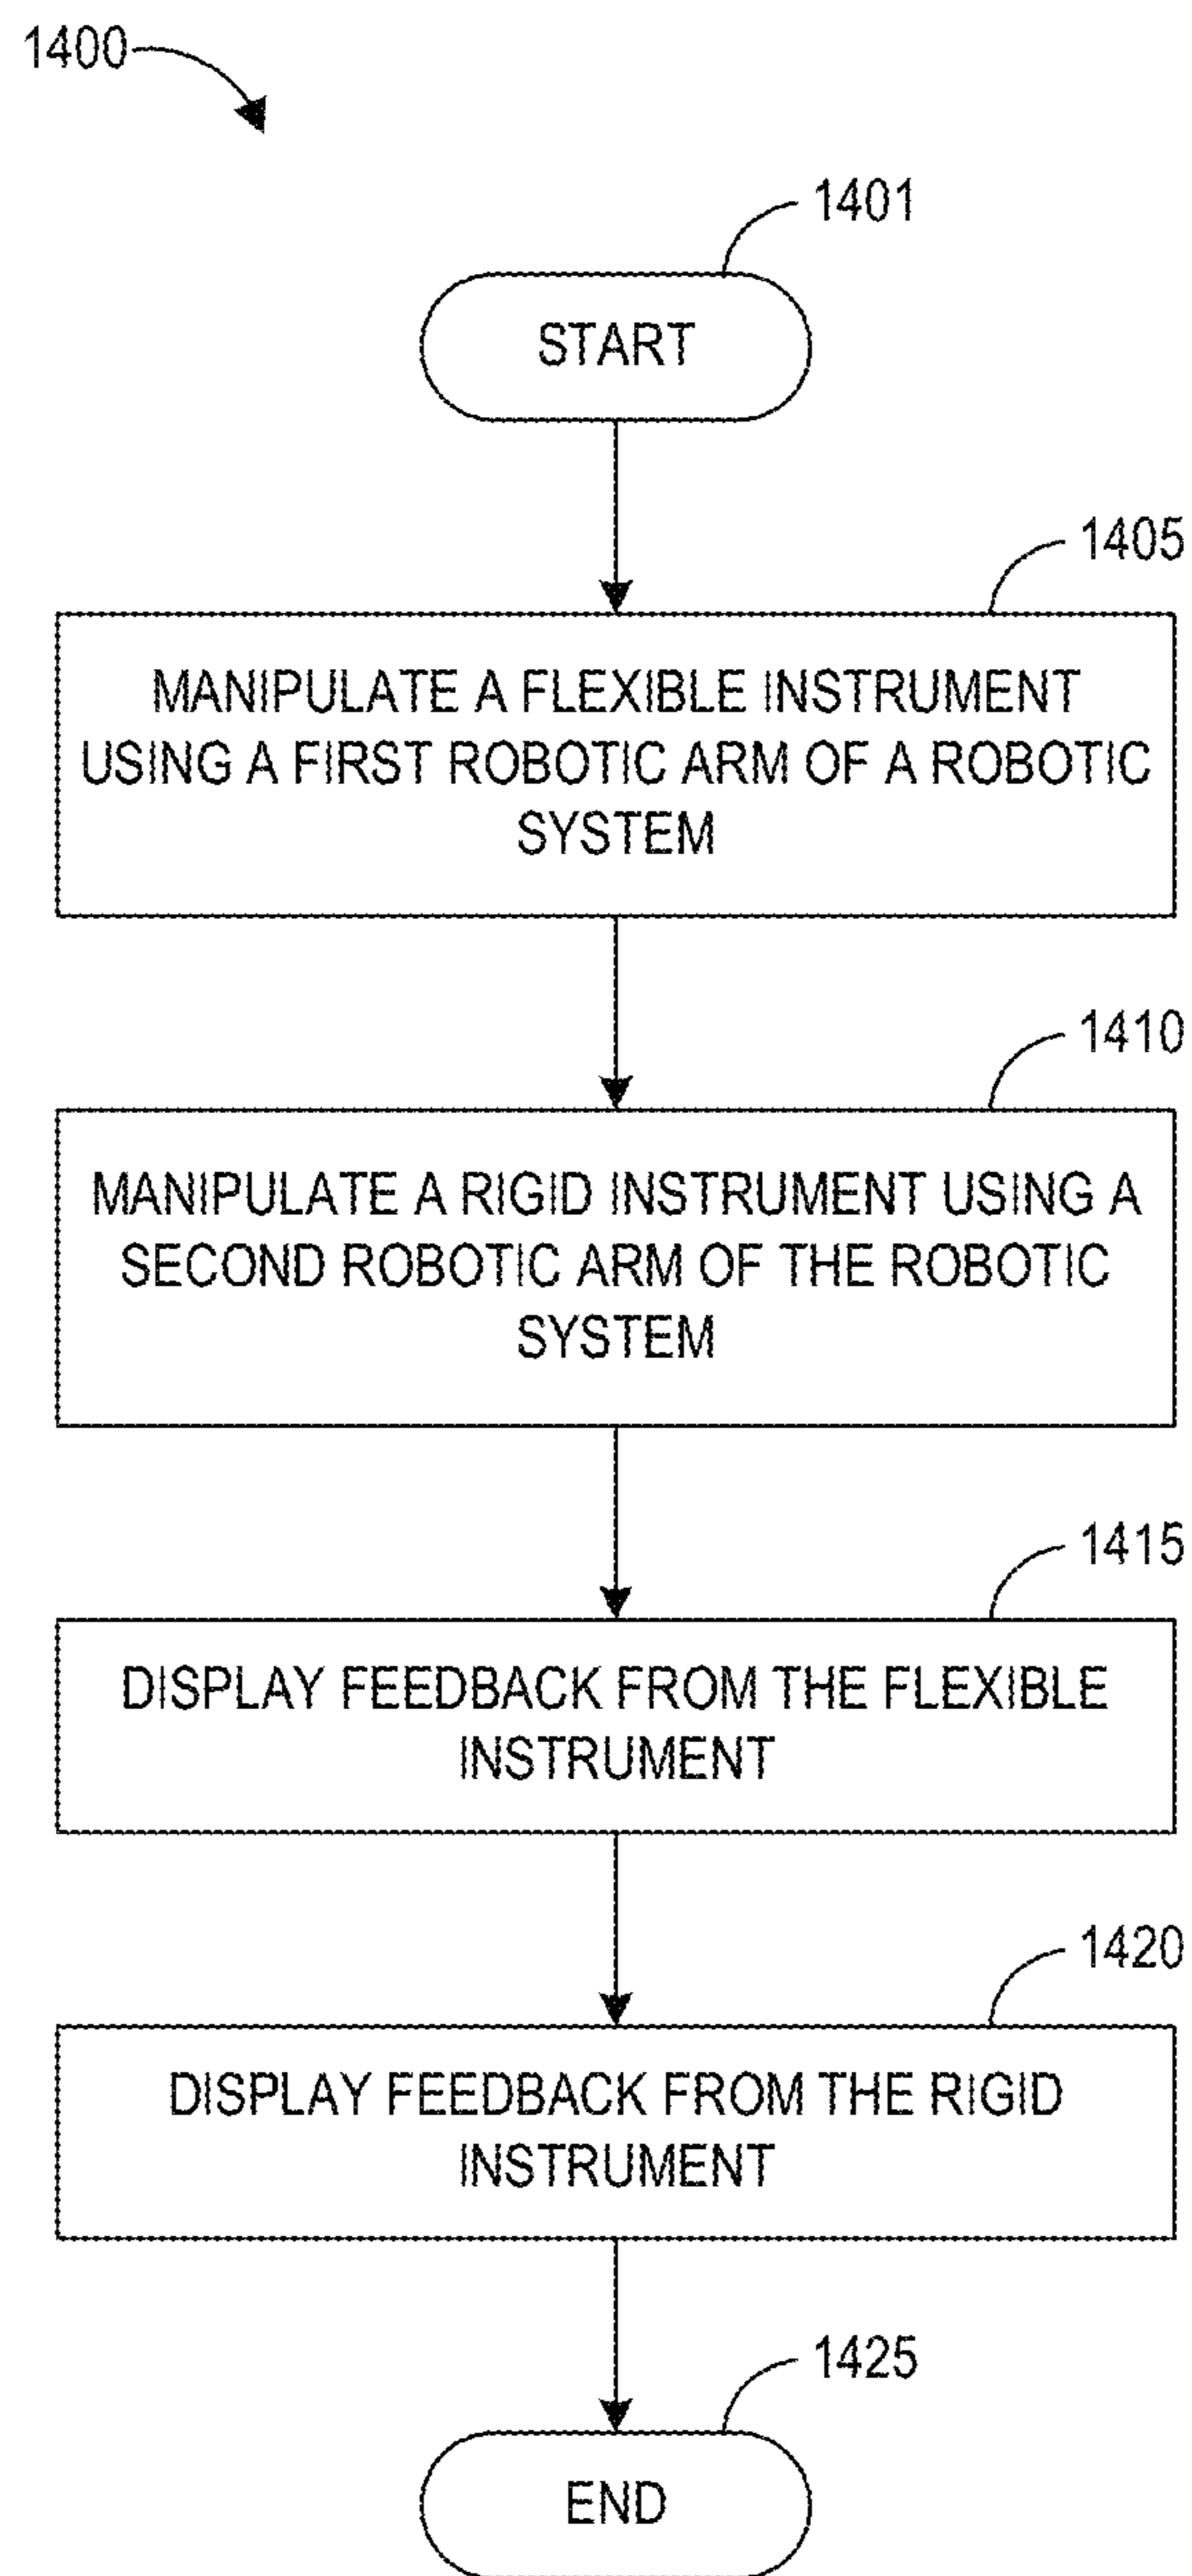 1400
1401
START
1405
MANIPULATE A FLEXIBLE INSTRUMENT
USING A FIRST ROBOTIC ARM OF A ROBOTIC
SYSTEM
1410
MANIPULATE A RIGID INSTRUMENT USING A
SECOND ROBOTIC ARM OF THE ROBOTIC
SYSTEM
1415
DISPLAY FEEDBACK FROM THE FLEXIBLE
INSTRUMENT
1420
DISPLAY FEEDBACK FROM THE RIGID
INSTRUMENT
1425
END